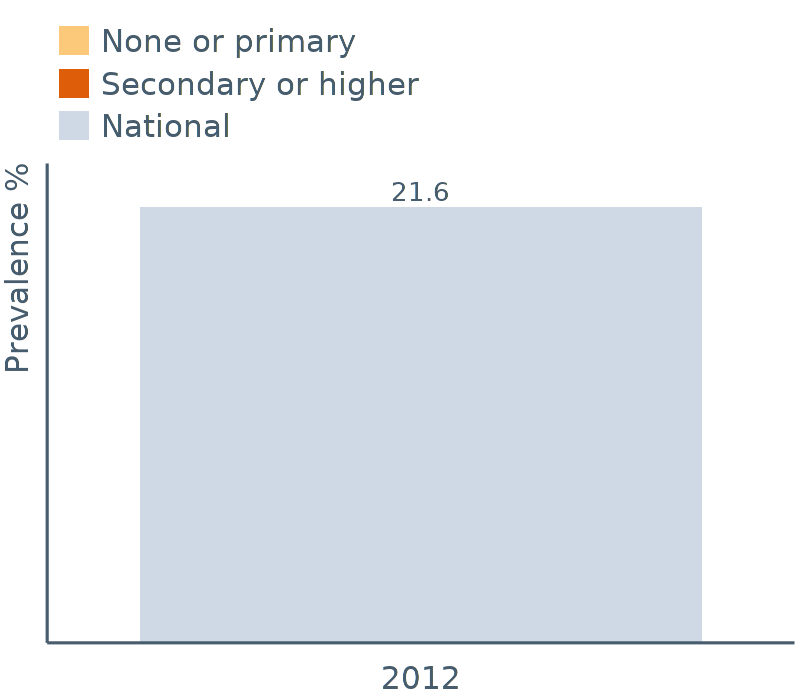 None or primary
Secondary or higher
National
Prevalence %
21.6
2012